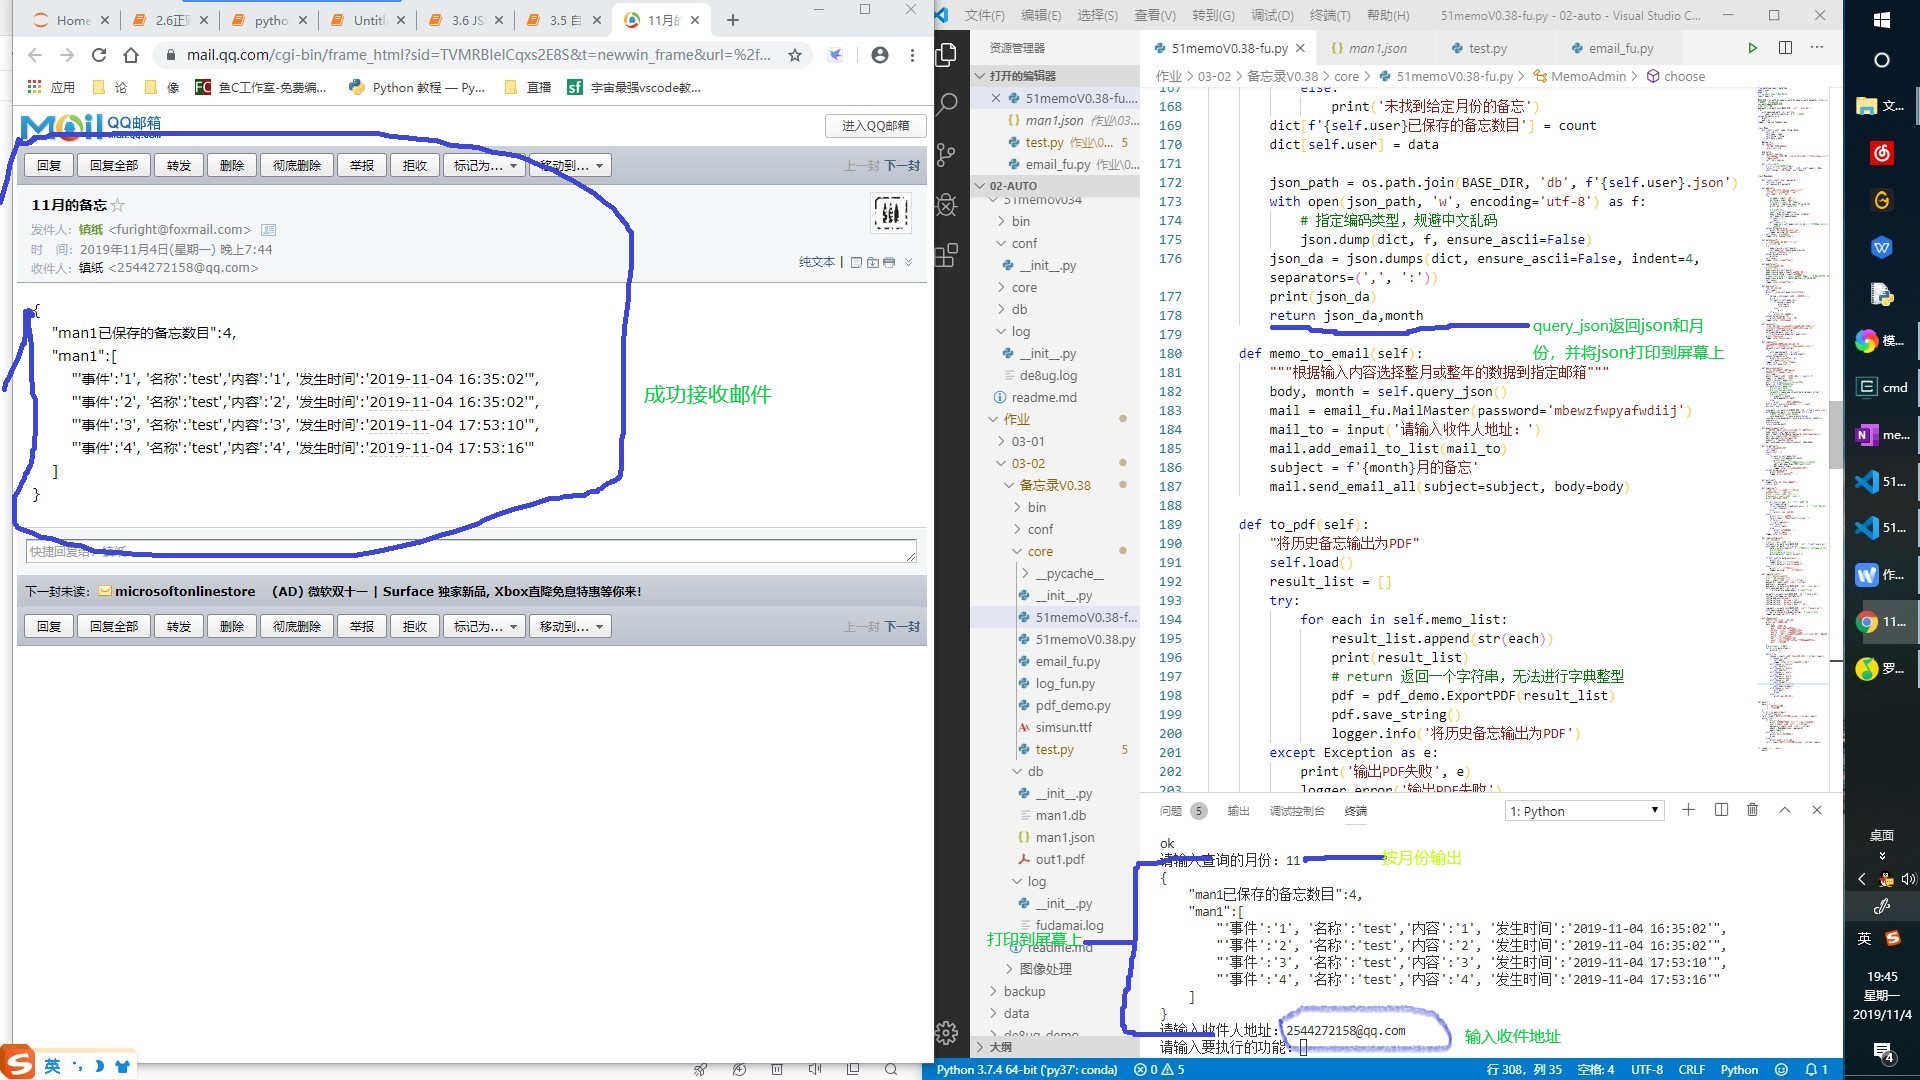 Home
2.6正
python
Untitl
3.6 JS
3.5 自
11月的
mail.qq.com/cgi-bin/frame_html?sid=TVMRBIeICqxs2E8S&t=newwin_frame&url=%2f...
应用
论
像
鱼C工作室-免费编...
Python 教程 — Py...
直播
宇宙最强vscode教...
Mail QQ邮箱
mail.qq.com
进入QQ邮箱
回复 回复全部 转发 删除 彻底删除 举报 拒收 标记为... 移动到...
上一封 下一封
11月的备忘
发件人：镇纸 <furight@foxmail.com>
时 间：2019年11月4日(星期一) 晚上7:44
收件人：镇纸 <2544272158@qq.com>
纯文本 |
{
"man1已保存的备忘数目":4,
"man1":[
"'事件':'1', '名称':'test','内容':'1', '发生时间':'2019-11-04 16:35:02'",
"'事件':'2', '名称':'test','内容':'2', '发生时间':'2019-11-04 16:35:02'",
"'事件':'3', '名称':'test','内容':'3', '发生时间':'2019-11-04 17:53:10'",
"'事件':'4', '名称':'test','内容':'4', '发生时间':'2019-11-04 17:53:16'"
]
}
成功接收邮件
快捷回复给：镇纸
下一封未读：microsoftonlinestore （AD）微软双十一 | Surface 独家新品, Xbox直降免息特惠等你来！
回复 回复全部 转发 删除 彻底删除 举报 拒收 标记为... 移动到...
上一封 下一封
英
文件(F) 编辑(E) 选择(S) 查看(V) 转到(G) 调试(D) 终端(T) 帮助(H)
51memoV0.38-fu.py - 02-auto - Visual Studio C...
资源管理器
打开的编辑器
51memoV0.38-fu....
man1.json 作业\03...
test.py 作业\0... 5
email_fu.py 作业\0...
02-AUTO
51memov034
bin
conf
__init__.py
core
db
log
__init__.py
de8ug.log
readme.md
作业
03-01
03-02
备忘录V0.38
bin
conf
core
__pycache__
__init__.py
51memoV0.38-f...
51memoV0.38.py
email_fu.py
log_fun.py
pdf_demo.py
simsun.ttf
test.py 5
db
__init__.py
man1.db
man1.json
out1.pdf
log
__init__.py
fudamai.log
readme.md
图像处理
backup
data
de8ug_demo
大纲
打印到屏幕上
51memoV0.38-fu.py
man1.json
test.py
email_fu.py
作业 > 03-02 > 备忘录V0.38 > core > 51memoV0.38-fu.py > MemoAdmin > choose
167 else:
168 print('未找到给定月份的备忘')
169 dict[f'{self.user}已保存的备忘数目'] = count
170 dict[self.user] = data
171
172 json_path = os.path.join(BASE_DIR, 'db', f'{self.user}.json')
173 with open(json_path, 'w', encoding='utf-8') as f:
174 # 指定编码类型，规避中文乱码
175 json.dump(dict, f, ensure_ascii=False)
176 json_da = json.dumps(dict, ensure_ascii=False, indent=4,
separators=(',', ':'))
177 print(json_da)
178 return json_da,month
query_json返回json和月
份，并将json打印到屏幕上
179
180 def memo_to_email(self):
181 """根据输入内容选择整月或整年的数据到指定邮箱"""
182 body, month = self.query_json()
183 mail = email_fu.MailMaster(password='mbewzfwpyafwdiij')
184 mail_to = input('请输入收件人地址：')
185 mail.add_email_to_list(mail_to)
186 subject = f'{month}月的备忘'
187 mail.send_email_all(subject=subject, body=body)
188
189 def to_pdf(self):
190 "将历史备忘输出为PDF"
191 self.load()
192 result_list = []
193 try:
194 for each in self.memo_list:
195 result_list.append(str(each))
196 print(result_list)
197 # return 返回一个字符串，无法进行字典整型
198 pdf = pdf_demo.ExportPDF(result_list)
199 pdf.save_string()
200 logger.info('将历史备忘输出为PDF')
201 except Exception as e:
202 print('输出PDF失败', e)
203 logger.error('输出PDF失败')
问题 5 输出 调试控制台 终端
1: Python
ok
请输入查询的月份：11
按月份输出
{
"man1已保存的备忘数目":4,
"man1":[
"'事件':'1', '名称':'test','内容':'1', '发生时间':'2019-11-04 16:35:02'",
"'事件':'2', '名称':'test','内容':'2', '发生时间':'2019-11-04 16:35:02'",
"'事件':'3', '名称':'test','内容':'3', '发生时间':'2019-11-04 17:53:10'",
"'事件':'4', '名称':'test','内容':'4', '发生时间':'2019-11-04 17:53:16'"
]
}
请输入收件人地址：2544272158@qq.com
输入收件地址
请输入要执行的功能：
Python 3.7.4 64-bit ('py37': conda) 0 5
行 308，列 35 空格: 4 UTF-8 CRLF Python 1
文...
模...
cmd
me...
51...
51...
作...
11...
罗...
桌面
英
19:45
星期一
2019/11/4
4